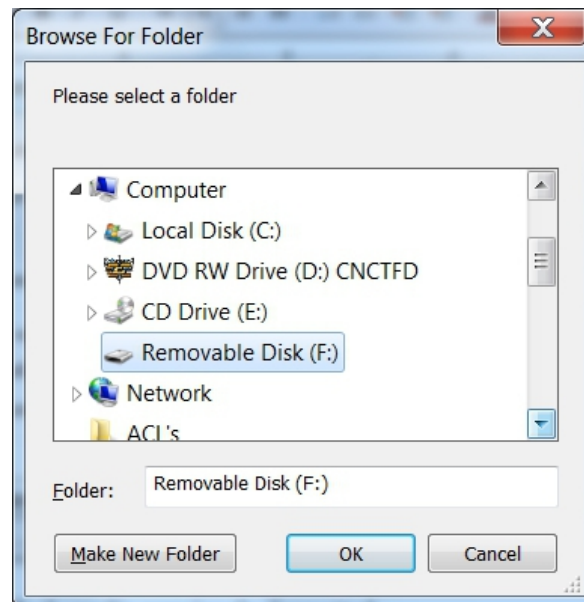 Browse For Folder
Please select a folder
Computer
Local Disk (C:)
DVD RW Drive (D:) CNCTFD
CD Drive (E:)
Removable Disk (F:)
Network
ACL's
Folder: Removable Disk (F:)
Make New Folder OK Cancel